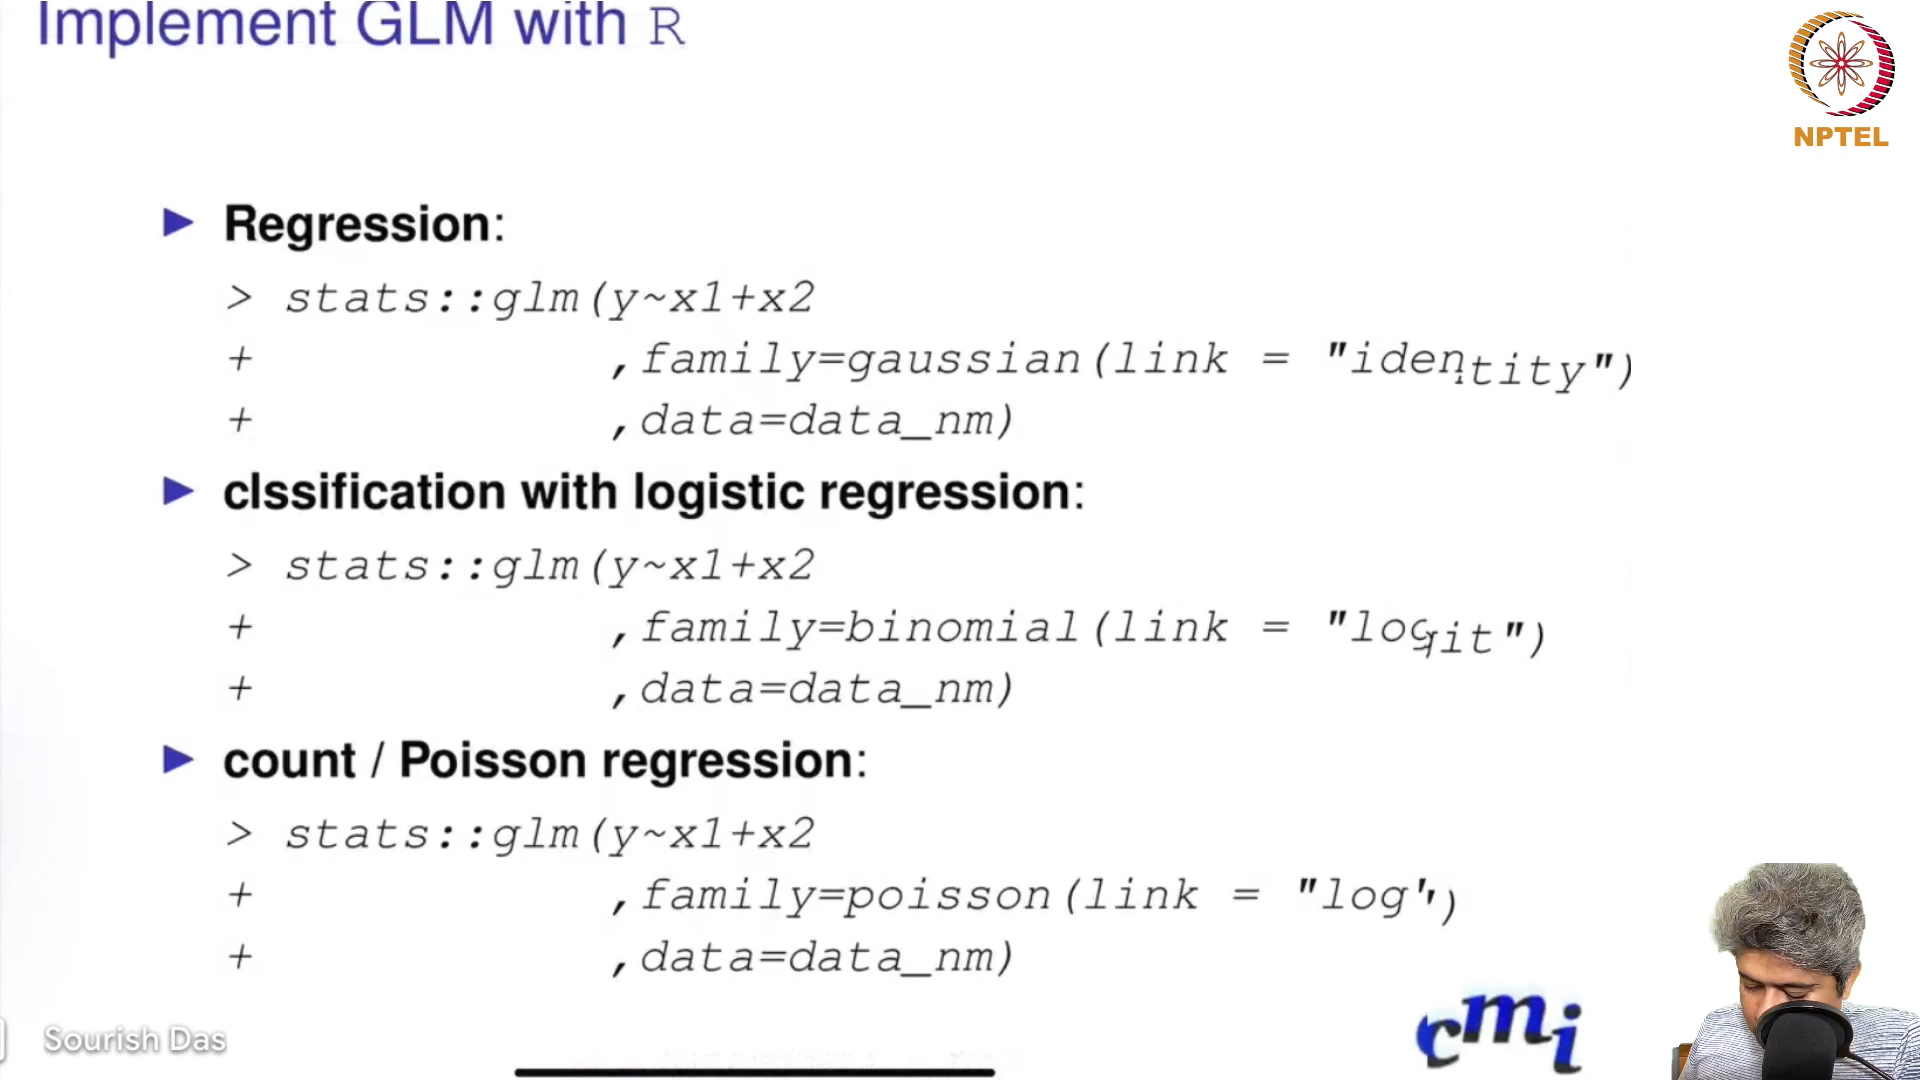 Implement GLM with R
NPTEL
▶ Regression:
> stats::glm(y~x1+x2
+ ,family=gaussian(link = "identity")
+ ,data=data_nm)
▶ clssification with logistic regression:
> stats::glm(y~x1+x2
+ ,family=binomial(link = "logit")
+ ,data=data_nm)
▶ count / Poisson regression:
> stats::glm(y~x1+x2
+ ,family=poisson(link = "log")
+ ,data=data_nm)
Sourish Das
cmi